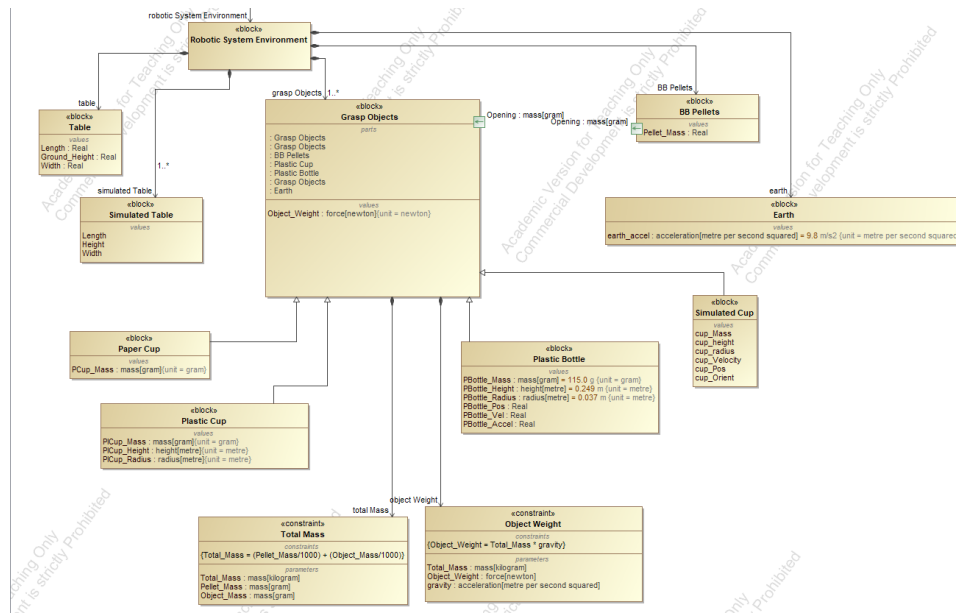 robotic System Environment
«block»
Robotic System Environment
table
«block»
Table
values
Length : Real
Ground_Height : Real
Width : Real
1..*
simulated Table
«block»
Simulated Table
values
Length
Height
Width
grasp Objects
1..*
«block»
Grasp Objects
parts
: Grasp Objects
: Grasp Objects
: BB Pellets
: Plastic Cup
: Plastic Bottle
: Grasp Objects
: Earth
values
Object_Weight : force[newton]{unit = newton}
Opening : mass[gram]
BB Pellets
Opening : mass[gram]
«block»
BB Pellets
values
Pellet_Mass : Real
earth
«block»
Earth
values
earth_accel : acceleration[metre per second squared] = 9.8 m/s2 {unit = metre per second squared
«block»
Simulated Cup
values
cup_Mass
cup_height
cup_radius
cup_Velocity
cup_Pos
cup_Orient
«block»
Paper Cup
values
PCup_Mass : mass[gram]{unit = gram}
«block»
Plastic Cup
values
PlCup_Mass : mass[gram]{unit = gram}
PlCup_Height : height[metre]{unit = metre}
PlCup_Radius : radius[metre]{unit = metre}
«block»
Plastic Bottle
values
PBottle_Mass : mass[gram] = 115.0 g {unit = gram}
PBottle_Height : height[metre] = 0.249 m {unit = metre}
PBottle_Radius : radius[metre] = 0.037 m {unit = metre}
PBottle_Pos : Real
PBottle_Vel : Real
PBottle_Accel : Real
total Mass
«constraint»
Total Mass
constraints
{Total_Mass = (Pellet_Mass/1000) + (Object_Mass/1000)}
parameters
Total_Mass : mass[kilogram]
Pellet_Mass : mass[gram]
Object_Mass : mass[gram]
object Weight
«constraint»
Object Weight
constraints
{Object_Weight = Total_Mass * gravity}
parameters
Total_Mass : mass[kilogram]
Object_Weight : force[newton]
gravity : acceleration[metre per second squared]
Academic Version for Teaching Only
Commercial Development is strictly Prohibited